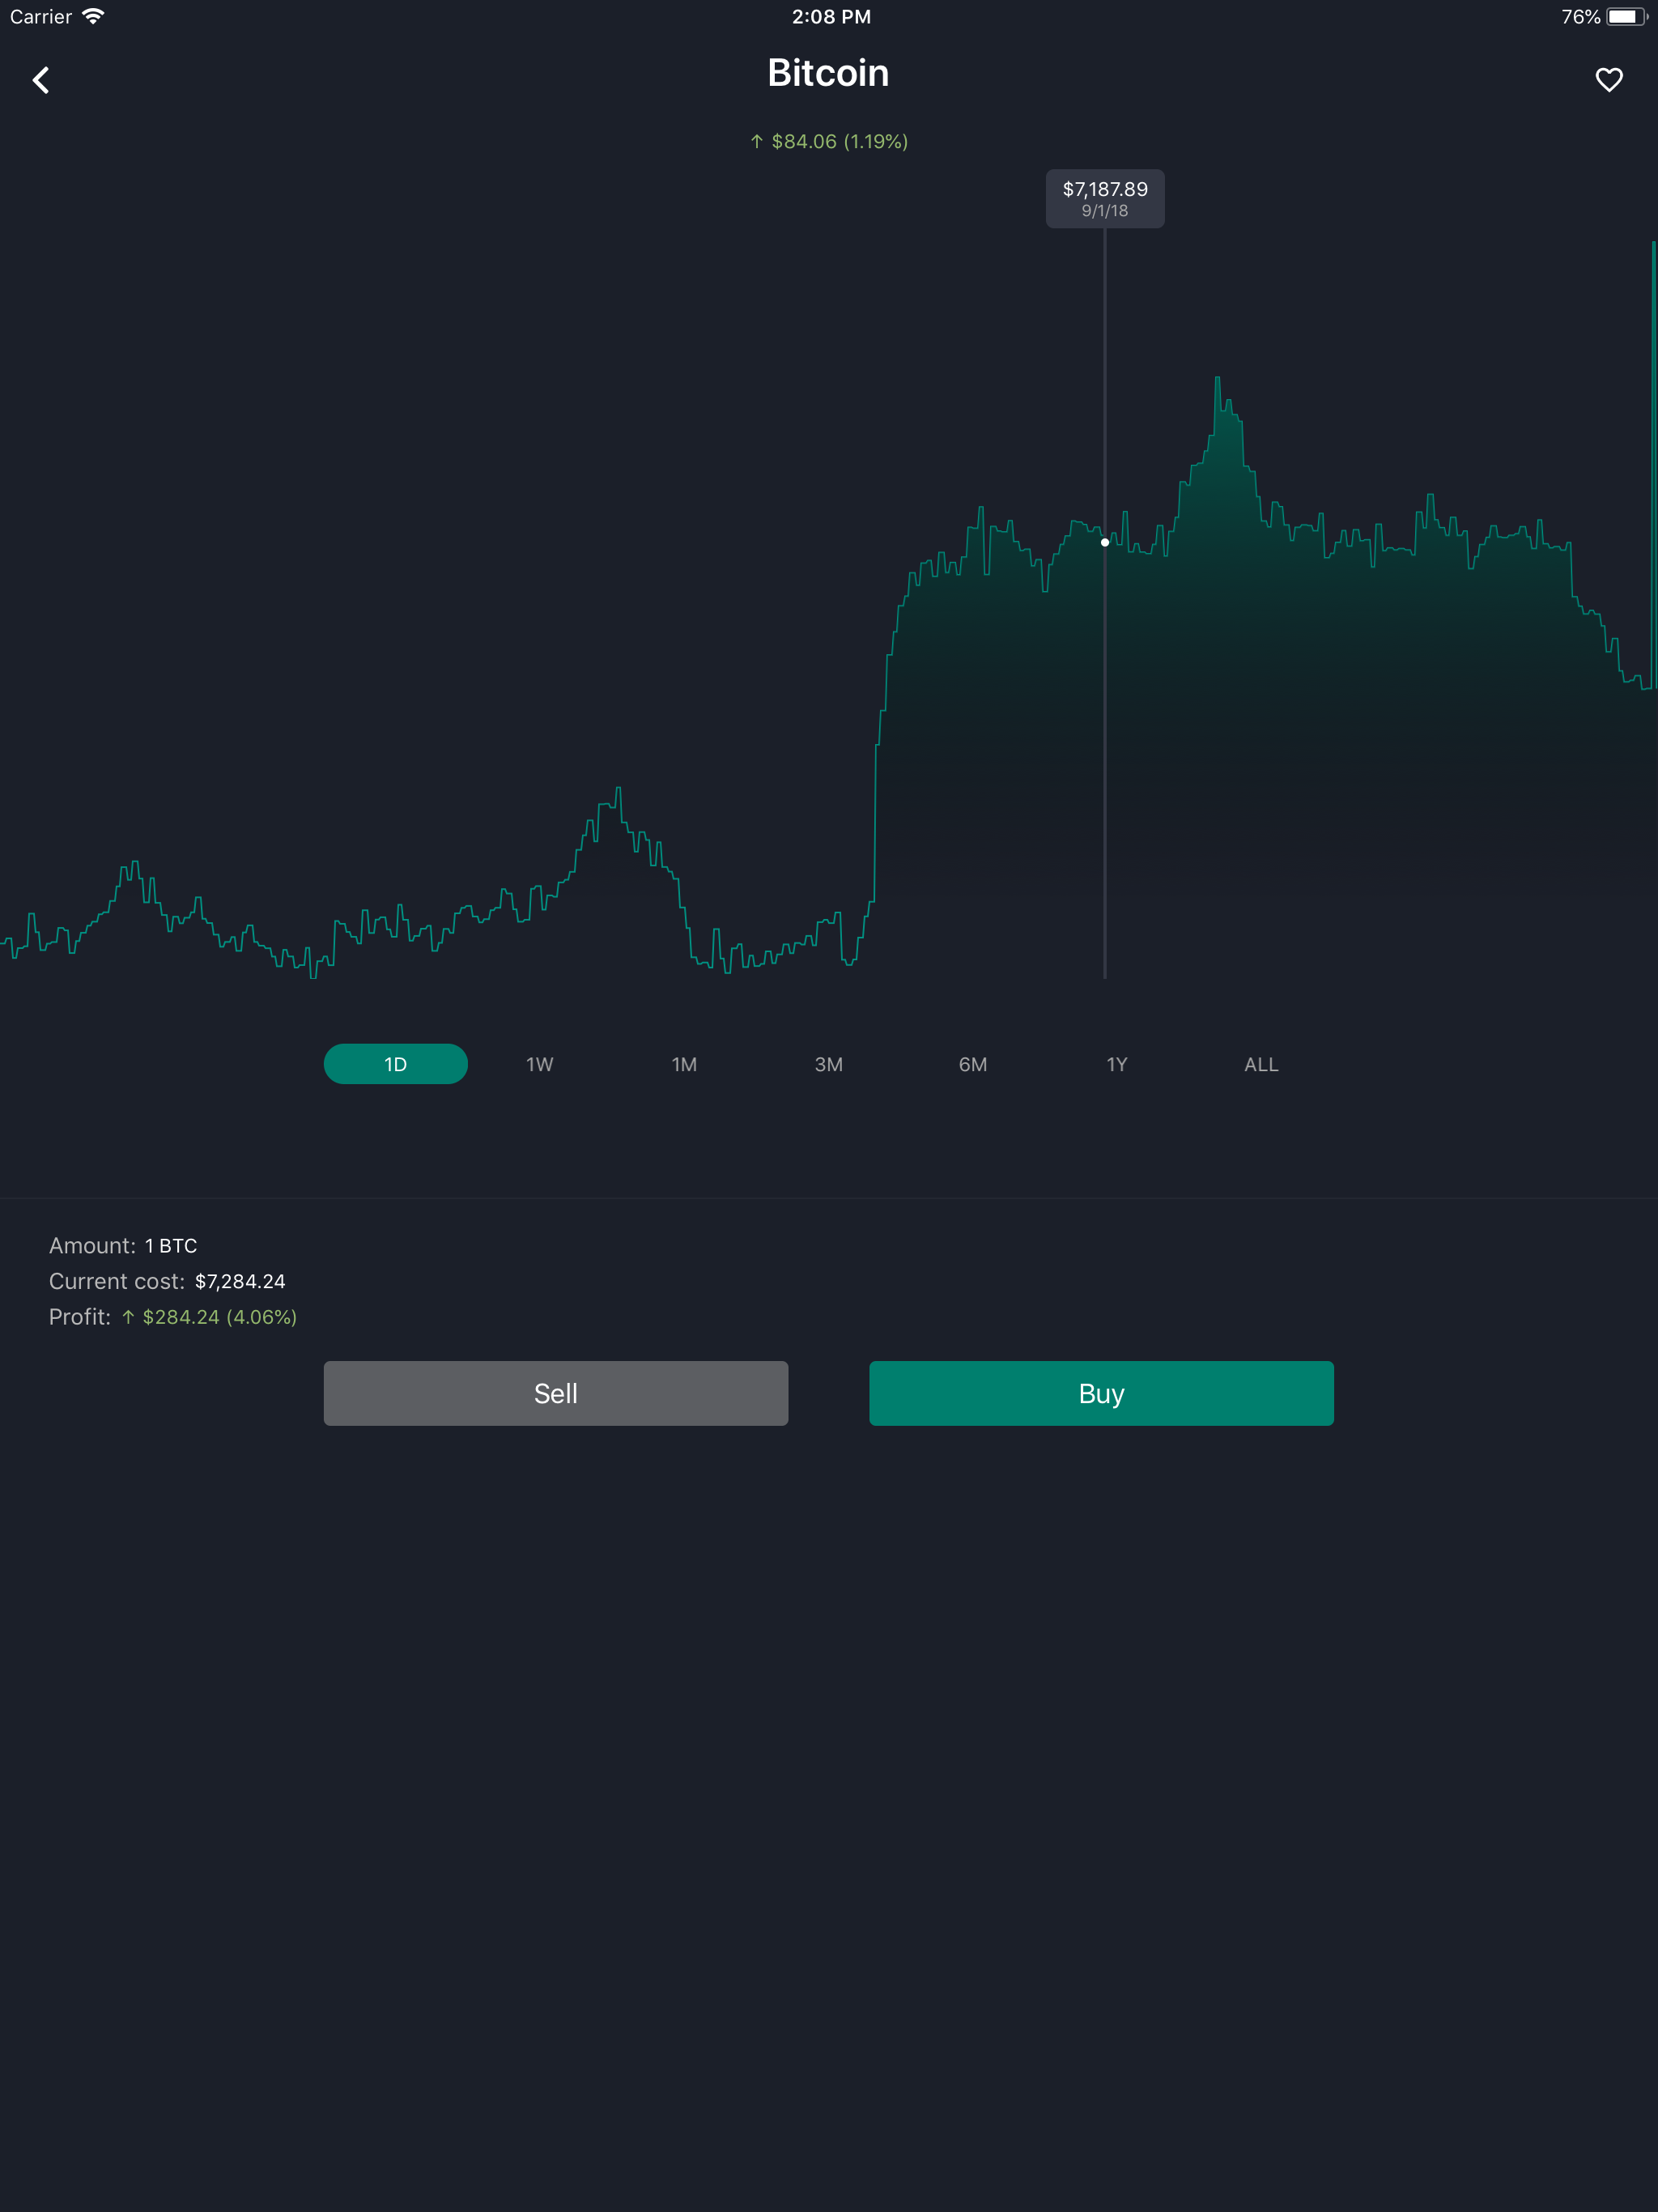 Carrier 2:08 PM 76%
Bitcoin
↑ $84.06 (1.19%)
$7,187.89
9/1/18
1D 1W 1M 3M 6M 1Y ALL
Amount: 1 BTC
Current cost: $7,284.24
Profit: ↑ $284.24 (4.06%)
Sell Buy